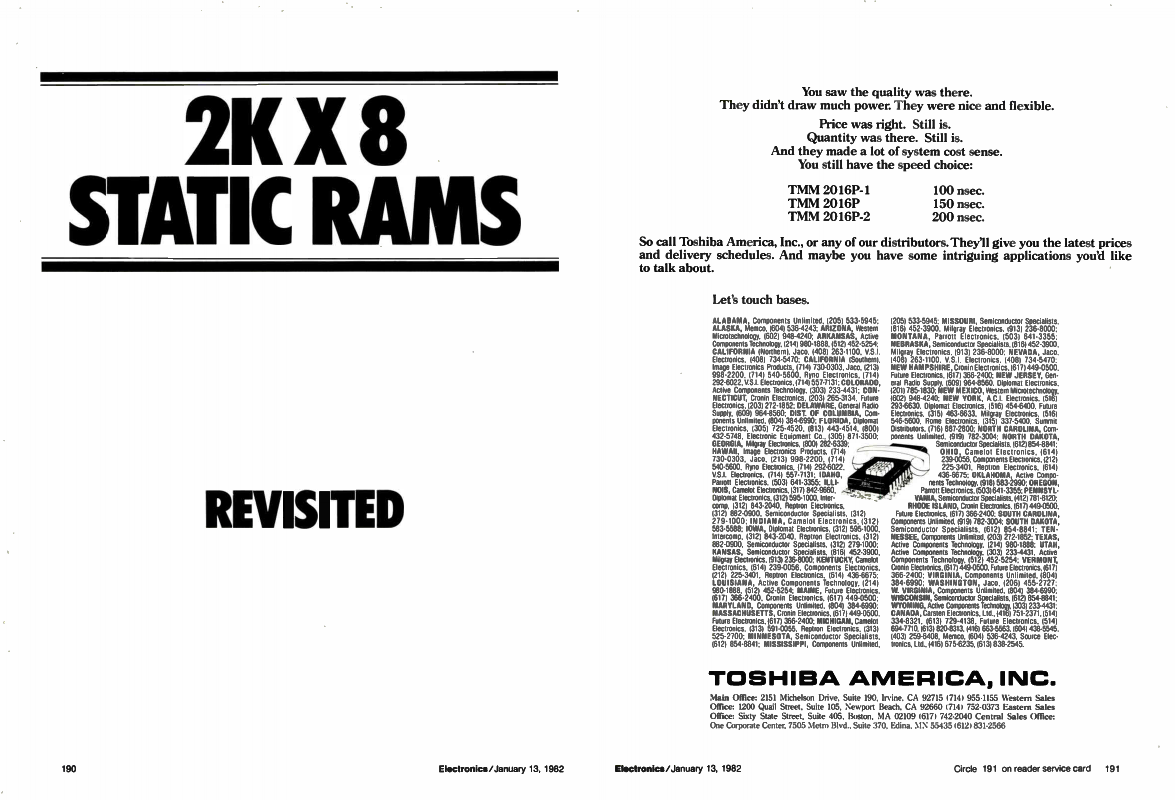 2K X 8
STATIC RAMS
REVISITED
190
Electronics/January 13, 1982
You saw the quality was there.
They didn't draw much power. They were nice and flexible.
Price was right. Still is.
Quantity was there. Still is.
And they made a lot of system cost sense.
You still have the speed choice:
TMM 2016P-1 100 nsec.
TMM 2016P 150 nsec.
TMM 2016P-2 200 nsec.
So call Toshiba America, Inc., or any of our distributors. They'll give you the latest prices
and delivery schedules. And maybe you have some intriguing applications you'd like
to talk about.
Let's touch bases.
ALABAMA, Components Unlimited, (205) 533-5945;
ALASKA, Memco, (604) 536-4243; ARIZONA, Western
Microtechnology, (602) 948-4240; ARKANSAS, Active
Components Technology, (214) 980-1888, (512) 452-5254;
CALIFORNIA (Northern), Jaco, (408) 263-1100, V.S.I.
Electronics, (408) 734-5470; CALIFORNIA (Southern),
Image Electronics Products, (714) 730-0303, Jaco, (213)
998-2200, (714) 540-5600, Ryno Electronics, (714)
292-6022, V.S.I. Electronics, (714) 557-7131; COLORADO,
Active Components Technology, (303) 233-4431; CON-
NECTICUT, Cronin Electronics, (203) 265-3134, Future
Electronics, (203) 272-1852; DELAWARE, General Radio
Supply, (609) 964-8560; DIST. OF COLUMBIA, Com-
ponents Unlimited, (804) 384-6990; FLORIDA, Diplomat
Electronics, (305) 725-4520, (813) 443-4514, (800)
432-5748, Electronic Equipment Co., (305) 871-3500;
GEORGIA, Milgray Electronics, (800) 282-6339;
HAWAII, Image Electronics Products, (714)
730-0303, Jaco, (213) 998-2200, (714)
540-5600, Ryno Electronics, (714) 292-6022,
V.S.I. Electronics, (714) 557-7131; IDAHO,
Parrott Electronics, (503) 641-3355; ILLI-
NOIS, Camelot Electronics, (317) 842-9660,
Diplomat Electronics, (312) 595-1000, Inter-
comp, (312) 843-2040, Reptron Electronics,
(312) 882-0900, Semiconductor Specialists, (312)
279-1000; INDIANA, Camelot Electronics, (312)
583-5588; IOWA, Diplomat Electronics, (312) 595-1000,
Intercomp, (312) 843-2040, Reptron Electronics, (312)
882-0900, Semiconductor Specialists, (312) 279-1000;
KANSAS, Semiconductor Specialists, (816) 452-3900,
Milgray Electronics, (913) 236-8000; KENTUCKY, Camelot
Electronics, (614) 239-0056, Components Electronics,
(212) 225-3401, Reptron Electronics, (614) 436-6675;
LOUISIANA, Active Components Technology, (214)
980-1888, (512) 452-5254; MAINE, Future Electronics,
(617) 366-2400, Cronin Electronics, (617) 449-0500;
MARYLAND, Components Unlimited, (804) 384-6990;
MASSACHUSETTS, Cronin Electronics, (617) 449-0500,
Future Electronics, (617) 366-2400; MICHIGAN, Camelot
Electronics, (313) 591-0055, Reptron Electronics, (313)
525-2700; MINNESOTA, Semiconductor Specialists,
(612) 854-8841; MISSISSIPPI, Components Unlimited,
(205) 533-5945; MISSOURI, Semiconductor Specialists,
(816) 452-3900, Milgray Electronics, (913) 236-8000;
MONTANA, Parrott Electronics, (503) 641-3355;
NEBRASKA, Semiconductor Specialists, (816) 452-3900,
Milgray Electronics, (913) 236-8000; NEVADA, Jaco,
(408) 263-1100, V.S.I. Electronics, (408) 734-5470;
NEW HAMPSHIRE, Cronin Electronics, (617) 449-0500,
Future Electronics, (617) 366-2400; NEW JERSEY, Gen-
eral Radio Supply, (609) 964-8560, Diplomat Electronics,
(201) 785-1830; NEW MEXICO, Western Microtechnology,
(602) 948-4240; NEW YORK, A.C.I. Electronics, (516)
293-6630, Diplomat Electronics, (516) 454-6400, Future
Electronics, (315) 463-8633, Milgray Electronics, (516)
546-5600, Rome Electronics, (315) 337-5400, Summit
Distributors, (716) 887-2800; NORTH CAROLINA, Com-
ponents Unlimited, (919) 782-3004; NORTH DAKOTA,
Semiconductor Specialists, (612) 854-8841;
OHIO, Camelot Electronics, (614)
239-0056, Components Electronics, (212)
225-3401, Reptron Electronics, (614)
436-6675; OKLAHOMA, Active Compo-
nents Technology, (918) 583-2990; OREGON,
Parrott Electronics, (503) 641-3355; PENNSYL-
VANIA, Semiconductor Specialists, (412) 781-8120;
RHODE ISLAND, Cronin Electronics, (617) 449-0500,
Future Electronics, (617) 366-2400; SOUTH CAROLINA,
Components Unlimited, (919) 782-3004; SOUTH DAKOTA,
Semiconductor Specialists, (612) 854-8841; TEN-
NESSEE, Components Unlimited, (203) 272-1852; TEXAS,
Active Components Technology, (214) 980-1888; UTAH,
Active Components Technology, (303) 233-4431, Active
Components Technology, (512) 452-5254; VERMONT,
Cronin Electronics, (617) 449-0500, Future Electronics, (617)
366-2400; VIRGINIA, Components Unlimited, (804)
384-6990; WASHINGTON, Jaco, (206) 455-2727;
W. VIRGINIA, Components Unlimited, (804) 384-6990;
WISCONSIN, Semiconductor Specialists, (612) 854-8841;
WYOMING, Active Components Technology, (303) 233-4431;
CANADA, Carsten Electronics, Ltd., (416) 751-2371, (514)
334-8321, (613) 729-4138, Future Electronics, (514)
694-7710, (613) 820-8313, (416) 663-5563, (604) 438-5545,
(403) 259-6408, Memco, (604) 536-4243, Source Elec-
tronics, Ltd., (416) 675-6235, (613) 838-2545.
TOSHIBA AMERICA, INC.
Main Office: 2151 Michelson Drive, Suite 190, Irvine, CA 92715 (714) 955-1155 Western Sales
Office: 1200 Quail Street, Suite 105, Newport Beach, CA 92660 (714) 752-0373 Eastern Sales
Office: Sixty State Street, Suite 405, Boston, MA 02109 (617) 742-2040 Central Sales Office:
One Corporate Center, 7505 Metro Blvd., Suite 370, Edina, MN 55435 (612) 831-2566
Electronics/January 13, 1982
Circle 191 on reader service card 191